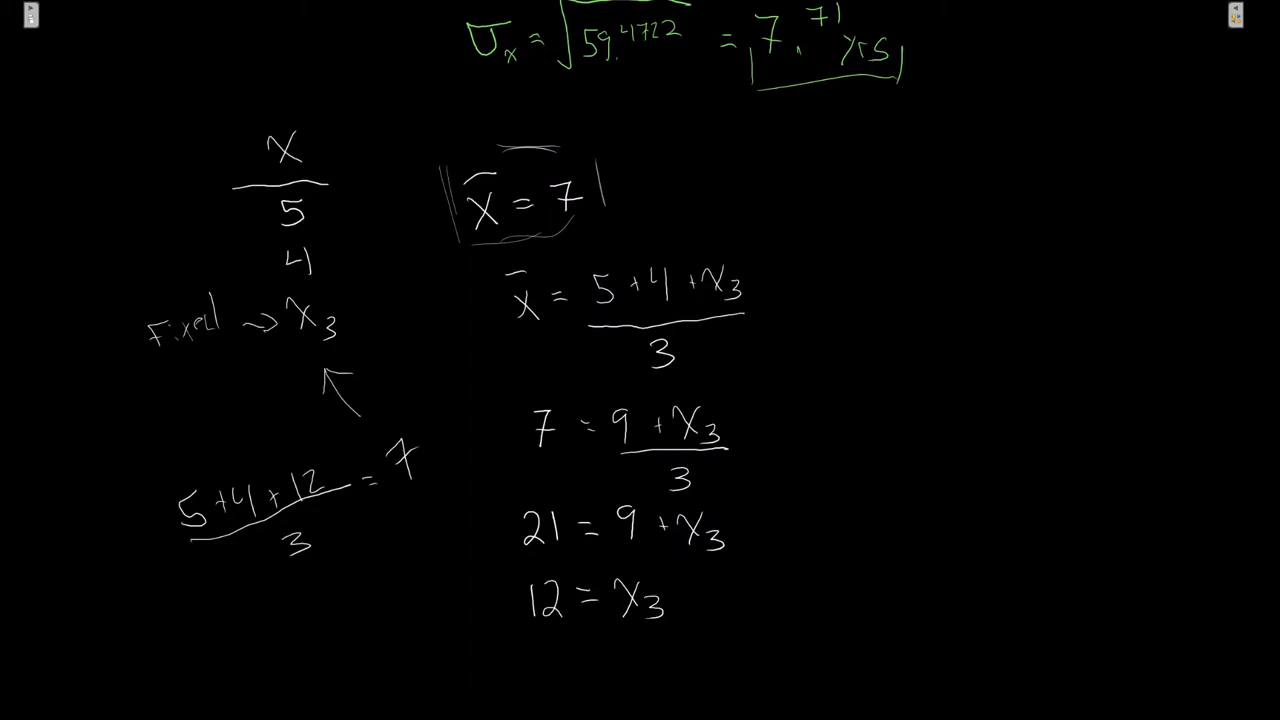 σx = √59.4722 = 7.71 yrs
x
5
4
Fixed → x₃
x̄ = 7
x̄ = (5 + 4 + x₃) / 3
7 = (9 + x₃) / 3
21 = 9 + x₃
12 = x₃
(5 + 4 + 12) / 3 = 7